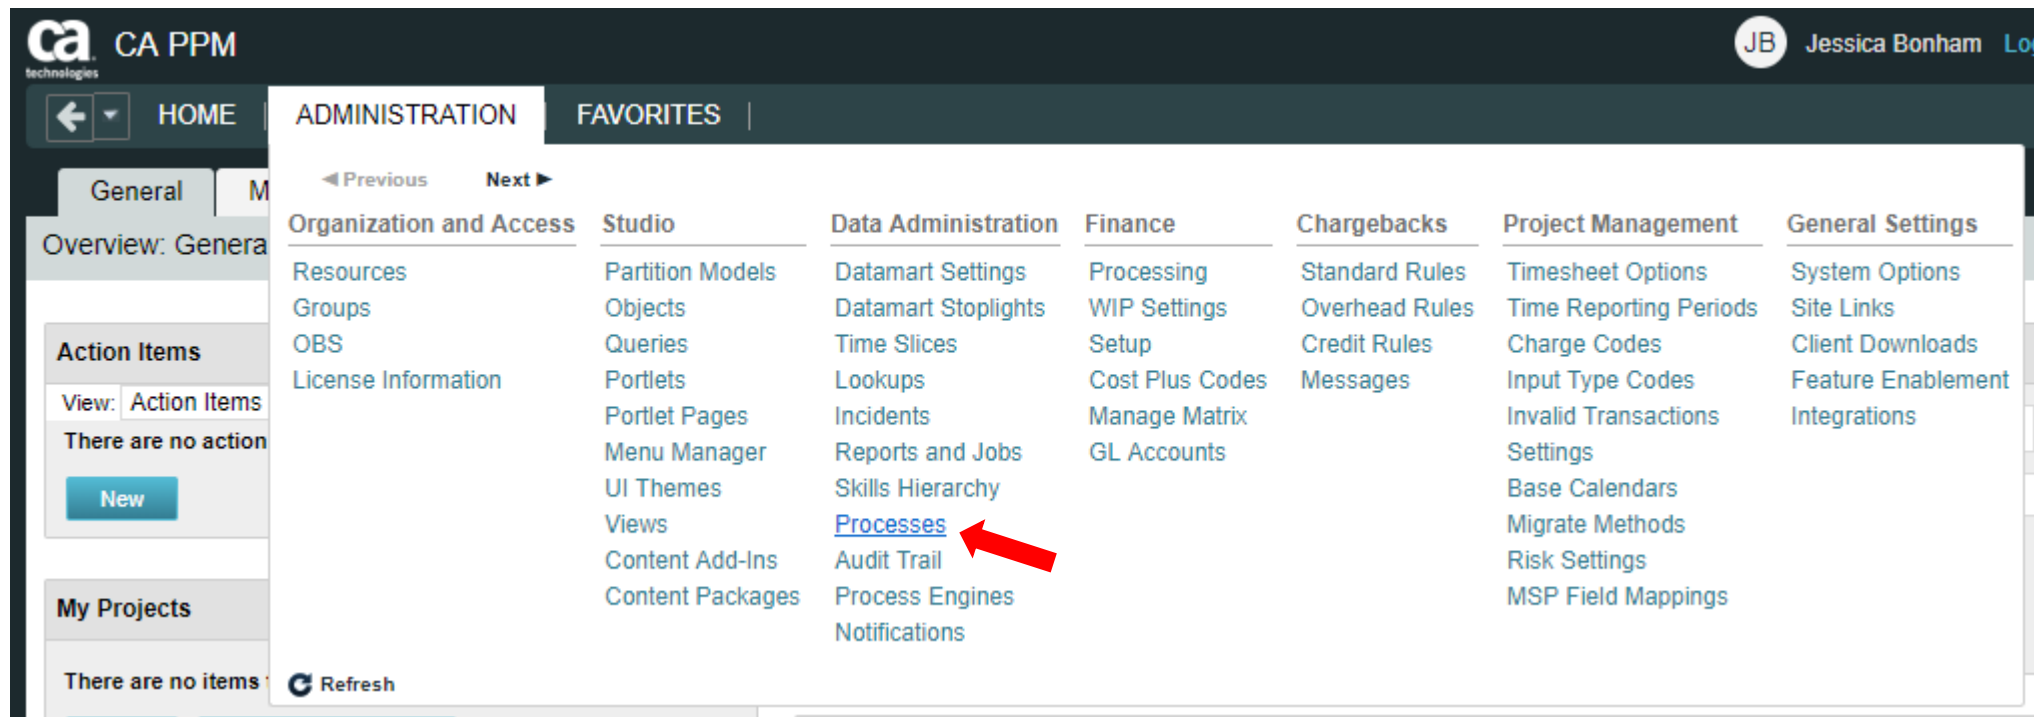 ca
technologies
CA PPM
JB Jessica Bonham
HOME | ADMINISTRATION FAVORITES |
General
Overview: Genera
Action Items
View: Action Items
There are no action
New
My Projects
There are no items
◄Previous Next►
Organization and Access
Resources
Groups
OBS
License Information
Studio
Partition Models
Objects
Queries
Portlets
Portlet Pages
Menu Manager
UI Themes
Views
Content Add-Ins
Content Packages
Data Administration
Datamart Settings
Datamart Stoplights
Time Slices
Lookups
Incidents
Reports and Jobs
Skills Hierarchy
Processes
Audit Trail
Process Engines
Notifications
Finance
Processing
WIP Settings
Setup
Cost Plus Codes
Manage Matrix
GL Accounts
Chargebacks
Standard Rules
Overhead Rules
Credit Rules
Messages
Project Management
Timesheet Options
Time Reporting Periods
Charge Codes
Input Type Codes
Invalid Transactions
Settings
Base Calendars
Migrate Methods
Risk Settings
MSP Field Mappings
General Settings
System Options
Site Links
Client Downloads
Feature Enablement
Integrations
Refresh